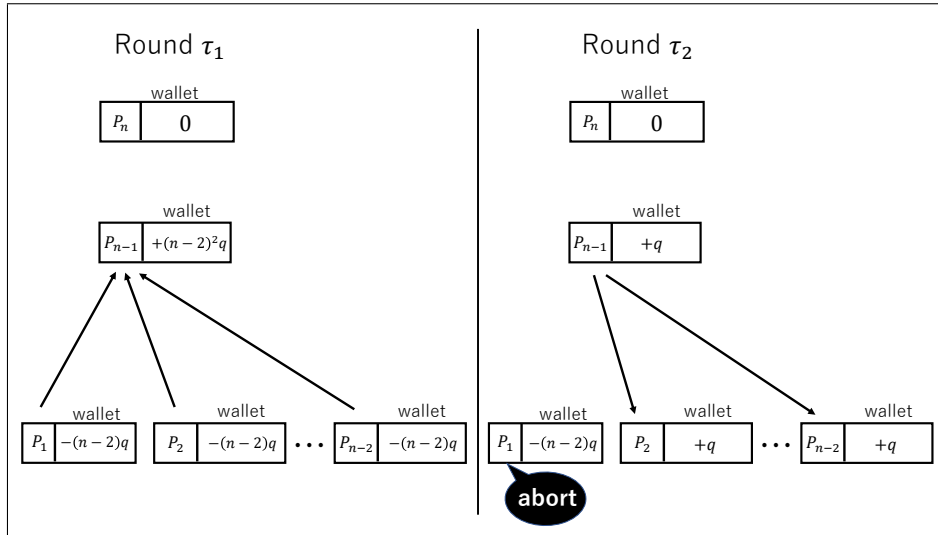 Round τ₁
wallet
Pₙ 0
wallet
Pₙ₋₁ +(n − 2)²q
wallet wallet wallet
P₁ −(n − 2)q P₂ −(n − 2)q ••• Pₙ₋₂ −(n − 2)q
Round τ₂
wallet
Pₙ 0
wallet
Pₙ₋₁ +q
wallet wallet wallet
P₁ −(n − 2)q P₂ +q ••• Pₙ₋₂ +q
abort